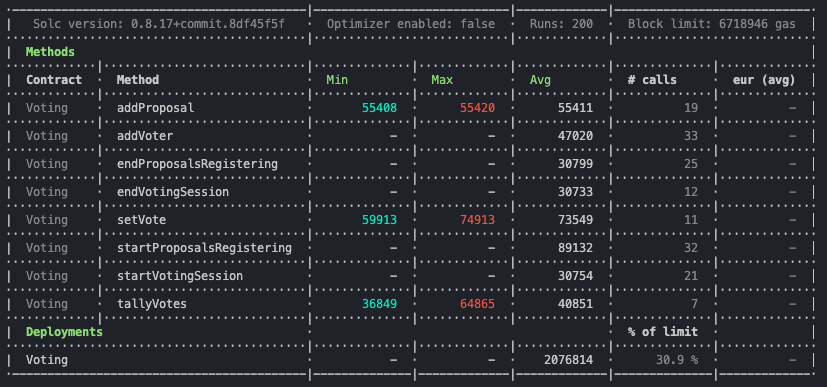 Solc version: 0.8.17+commit.8df45f5f · Optimizer enabled: false · Runs: 200 · Block limit: 6718946 gas
Methods
Contract · Method · Min · Max · Avg · # calls · eur (avg)
Voting · addProposal · 55408 · 55420 · 55411 · 19 · -
Voting · addVoter · - · - · 47020 · 33 · -
Voting · endProposalsRegistering · - · - · 30799 · 25 · -
Voting · endVotingSession · - · - · 30733 · 12 · -
Voting · setVote · 59913 · 74913 · 73549 · 11 · -
Voting · startProposalsRegistering · - · - · 89132 · 32 · -
Voting · startVotingSession · - · - · 30754 · 21 · -
Voting · tallyVotes · 36849 · 64865 · 40851 · 7 · -
Deployments · % of limit ·
Voting · - · - · 2076814 · 30.9 % · -